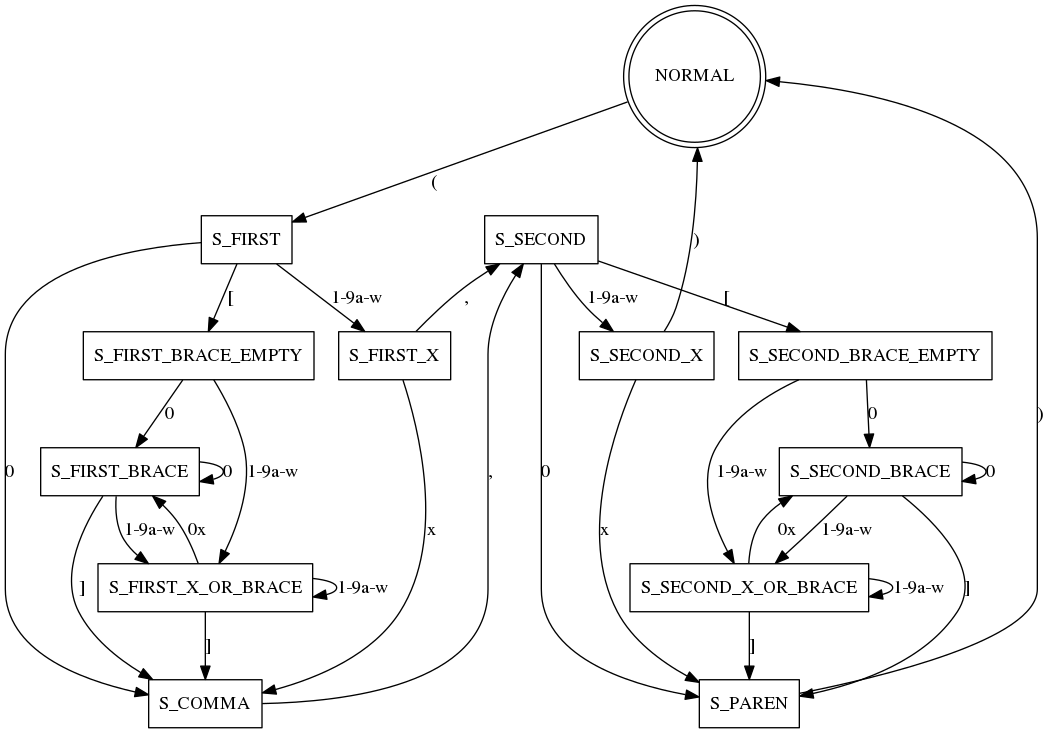 NORMAL
(
S_FIRST
S_SECOND
)
[
1-9a-w
,
1-9a-w
[
S_FIRST_BRACE_EMPTY
S_FIRST_X
S_SECOND_X
S_SECOND_BRACE_EMPTY
0
0
)
S_FIRST_BRACE
0
0
1-9a-w
,
0
1-9a-w
S_SECOND_BRACE
0
1-9a-w
0x
x
x
0x
1-9a-w
]
S_FIRST_X_OR_BRACE
1-9a-w
S_SECOND_X_OR_BRACE
1-9a-w
]
]
]
S_COMMA
S_PAREN